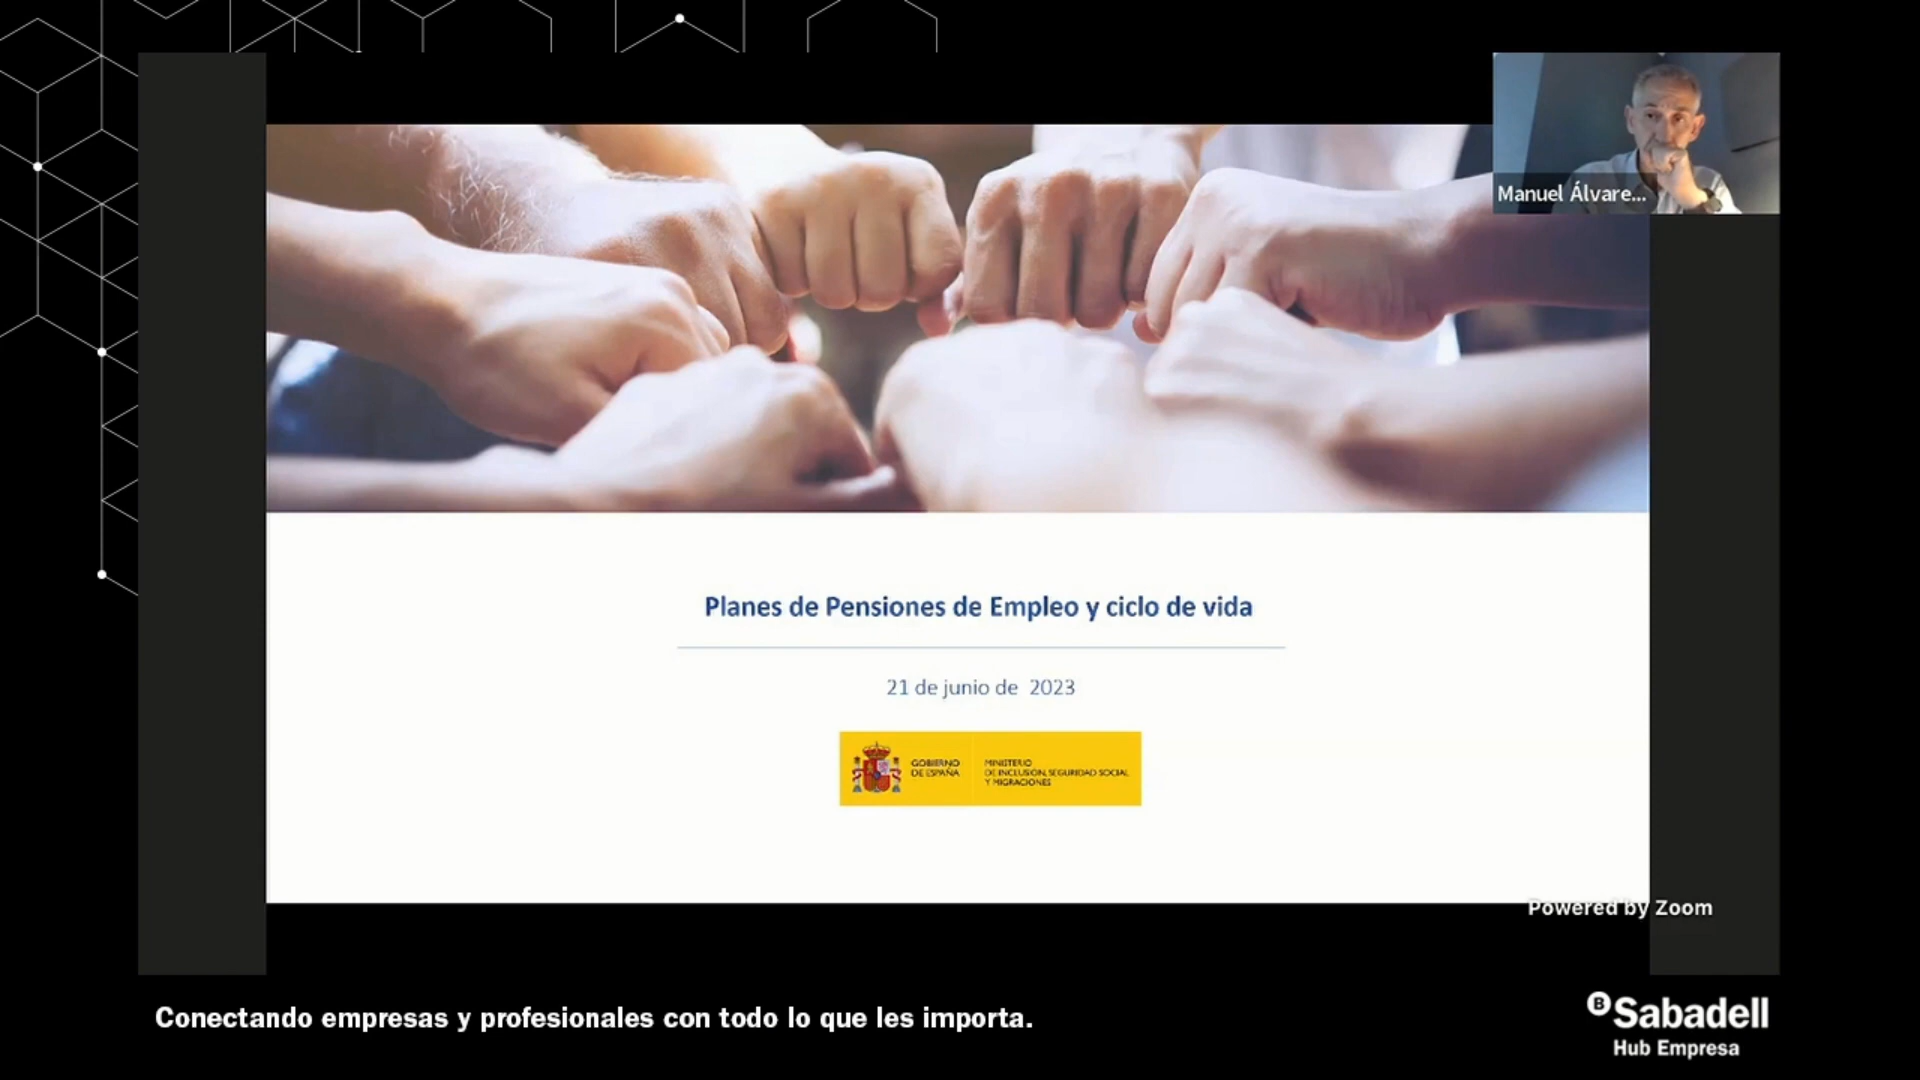 Manuel Álvare...
Planes de Pensiones de Empleo y ciclo de vida
21 de junio de 2023
GOBIERNO
DE ESPAÑA
MINISTERIO
DE INCLUSIÓN, SEGURIDAD SOCIAL
Y MIGRACIONES
Powered by Zoom
Conectando empresas y profesionales con todo lo que les importa.
B Sabadell
Hub Empresa